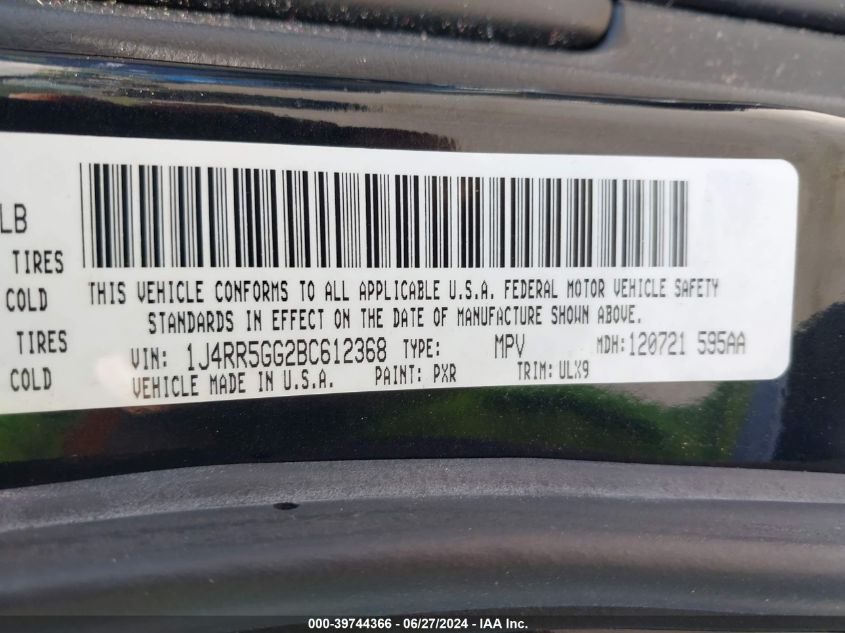 LB
TIRES
COLD
TIRES
COLD
THIS VEHICLE CONFORMS TO ALL APPLICABLE U.S.A. FEDERAL MOTOR VEHICLE SAFETY
STANDARDS IN EFFECT ON THE DATE OF MANUFACTURE SHOWN ABOVE.
VIN: 1J4RR5GG2BC612368 TYPE: MPV MDH: 120721 595AA
VEHICLE MADE IN U.S.A. PAINT: PXR TRIM: ULX9
000-39744366 - 06/27/2024 - IAA Inc.